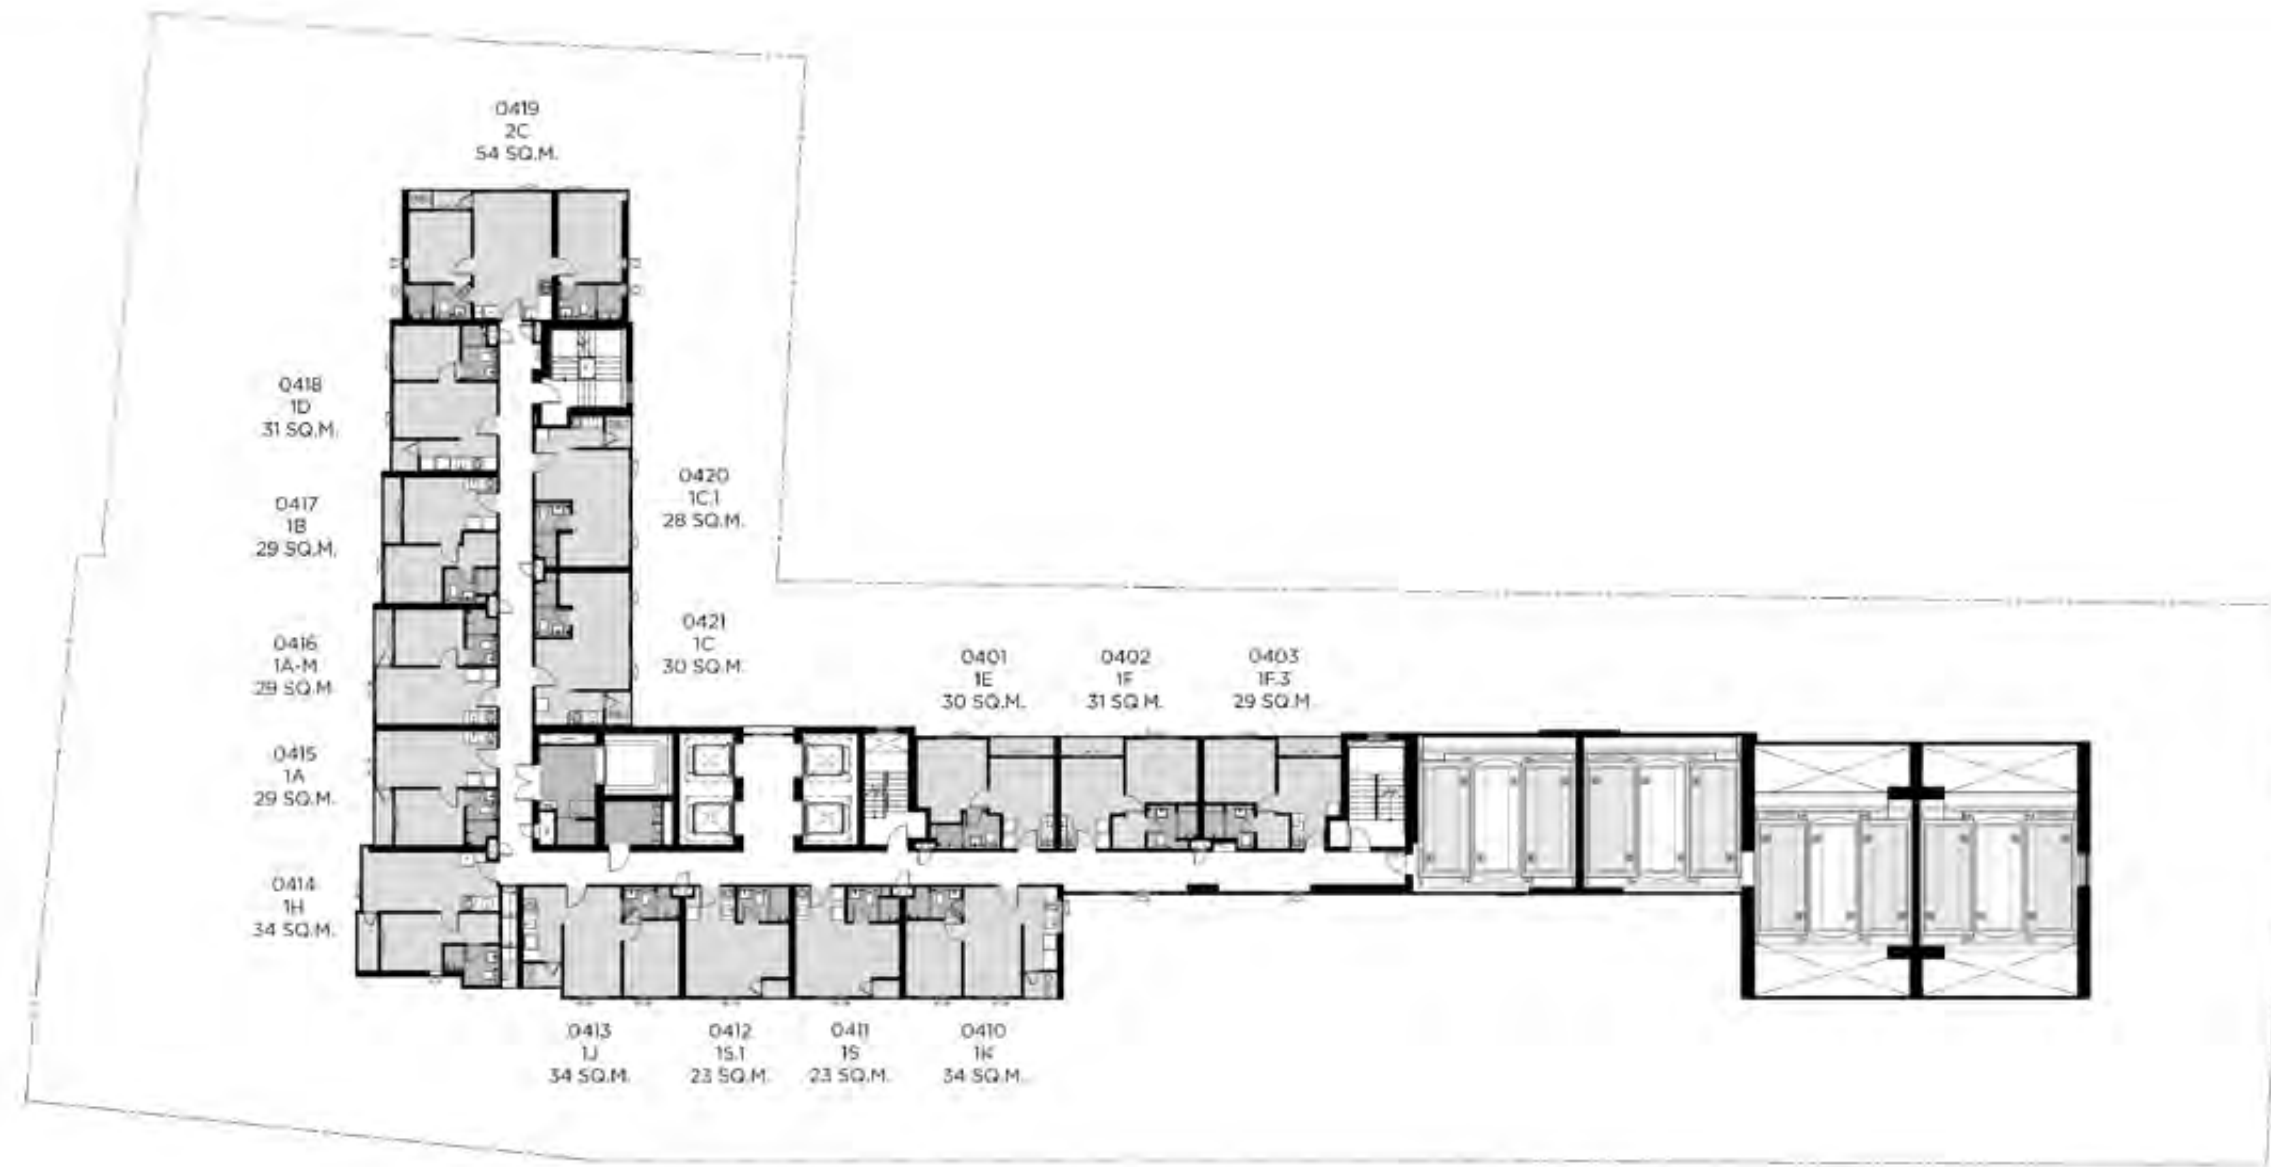 0419
2C
54 SQ.M.
0418
1D
31 SQ.M.
0417
1B
29 SQ.M.
0420
1C.1
28 SQ.M.
0416
1A-M
29 SQ.M.
0421
1C
30 SQ.M.
0401
1E
30 SQ.M.
0402
1F
31 SQ.M.
0403
1F.3
29 SQ.M.
0415
1A
29 SQ.M.
0414
1H
34 SQ.M.
0413
1J
34 SQ.M.
0412
1S.1
23 SQ.M.
0411
1S
23 SQ.M.
0410
1K
34 SQ.M.